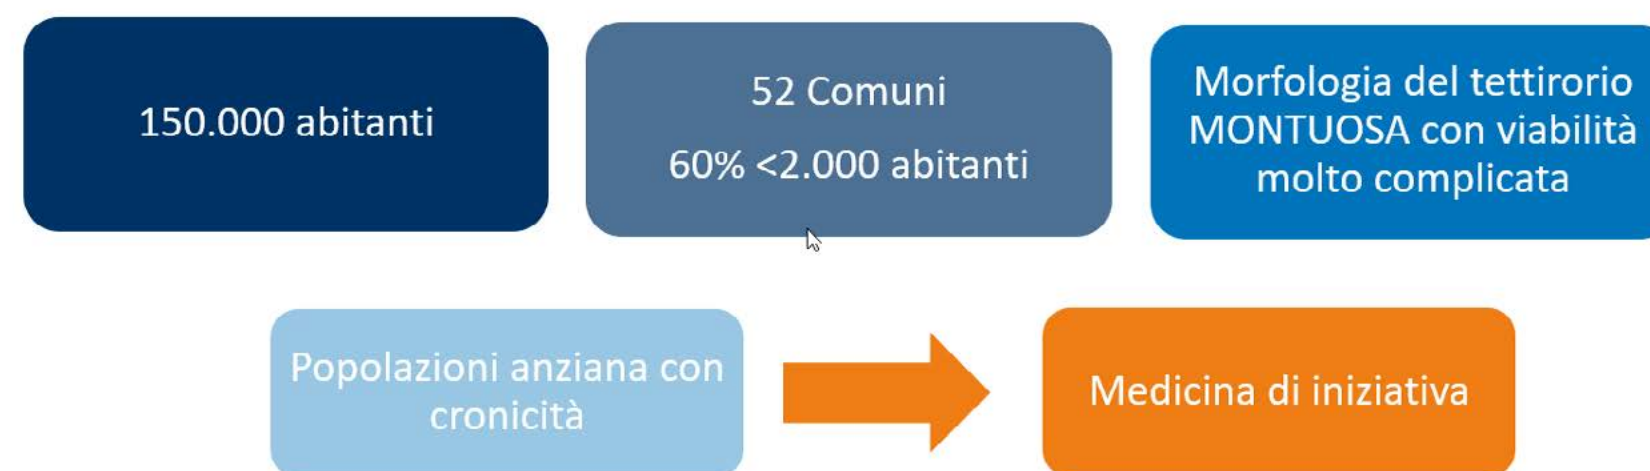 150.000 abitanti
52 Comuni
60% <2.000 abitanti
Morfologia del tettirorio
MONTUOSA con viabilità
molto complicata
Popolazioni anziana con
cronicità
Medicina di iniziativa